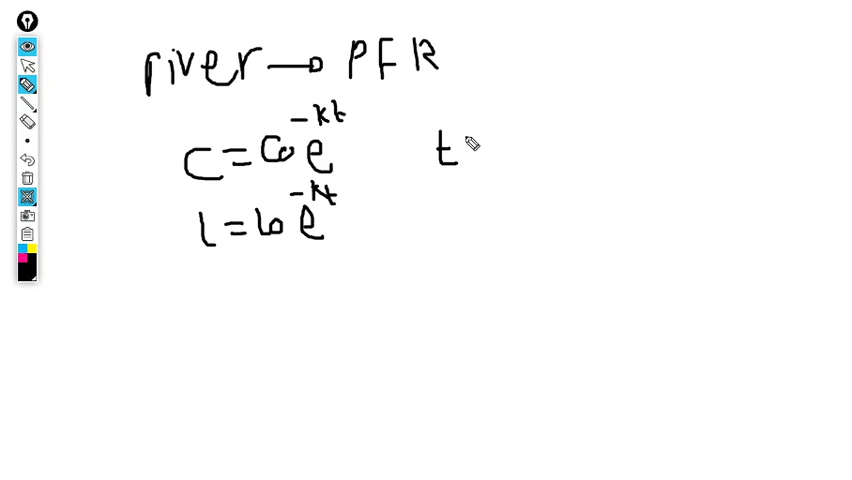 river → PFR
C = Co e^-kt
t
L = Lo e^-kt